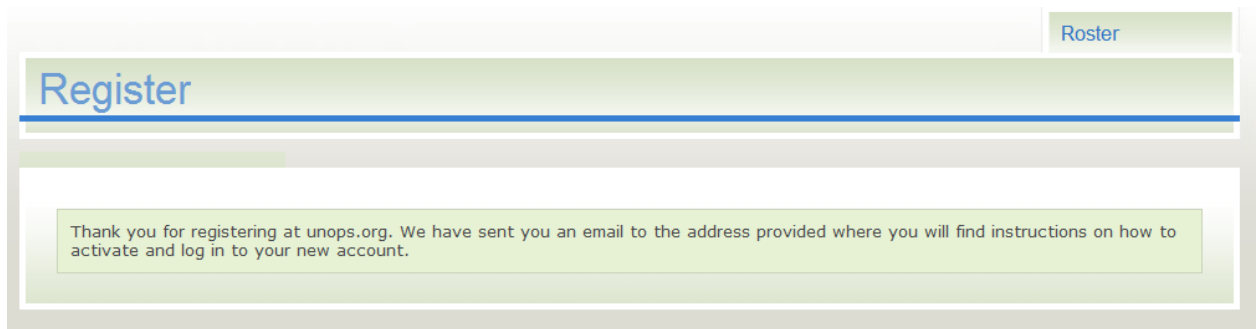 Roster
Register
Thank you for registering at unops.org. We have sent you an email to the address provided where you will find instructions on how to
activate and log in to your new account.